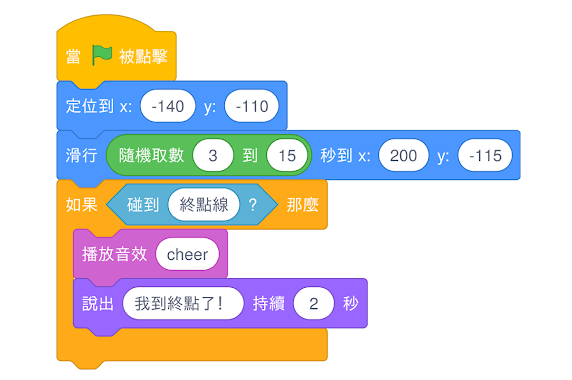 當 被點擊
定位到 x: -140 y: -110
滑行 隨機取數 3 到 15 秒到 x: 200 y: -115
如果 碰到 終點線 ? 那麼
播放音效 cheer
說出 我到終點了! 持續 2 秒